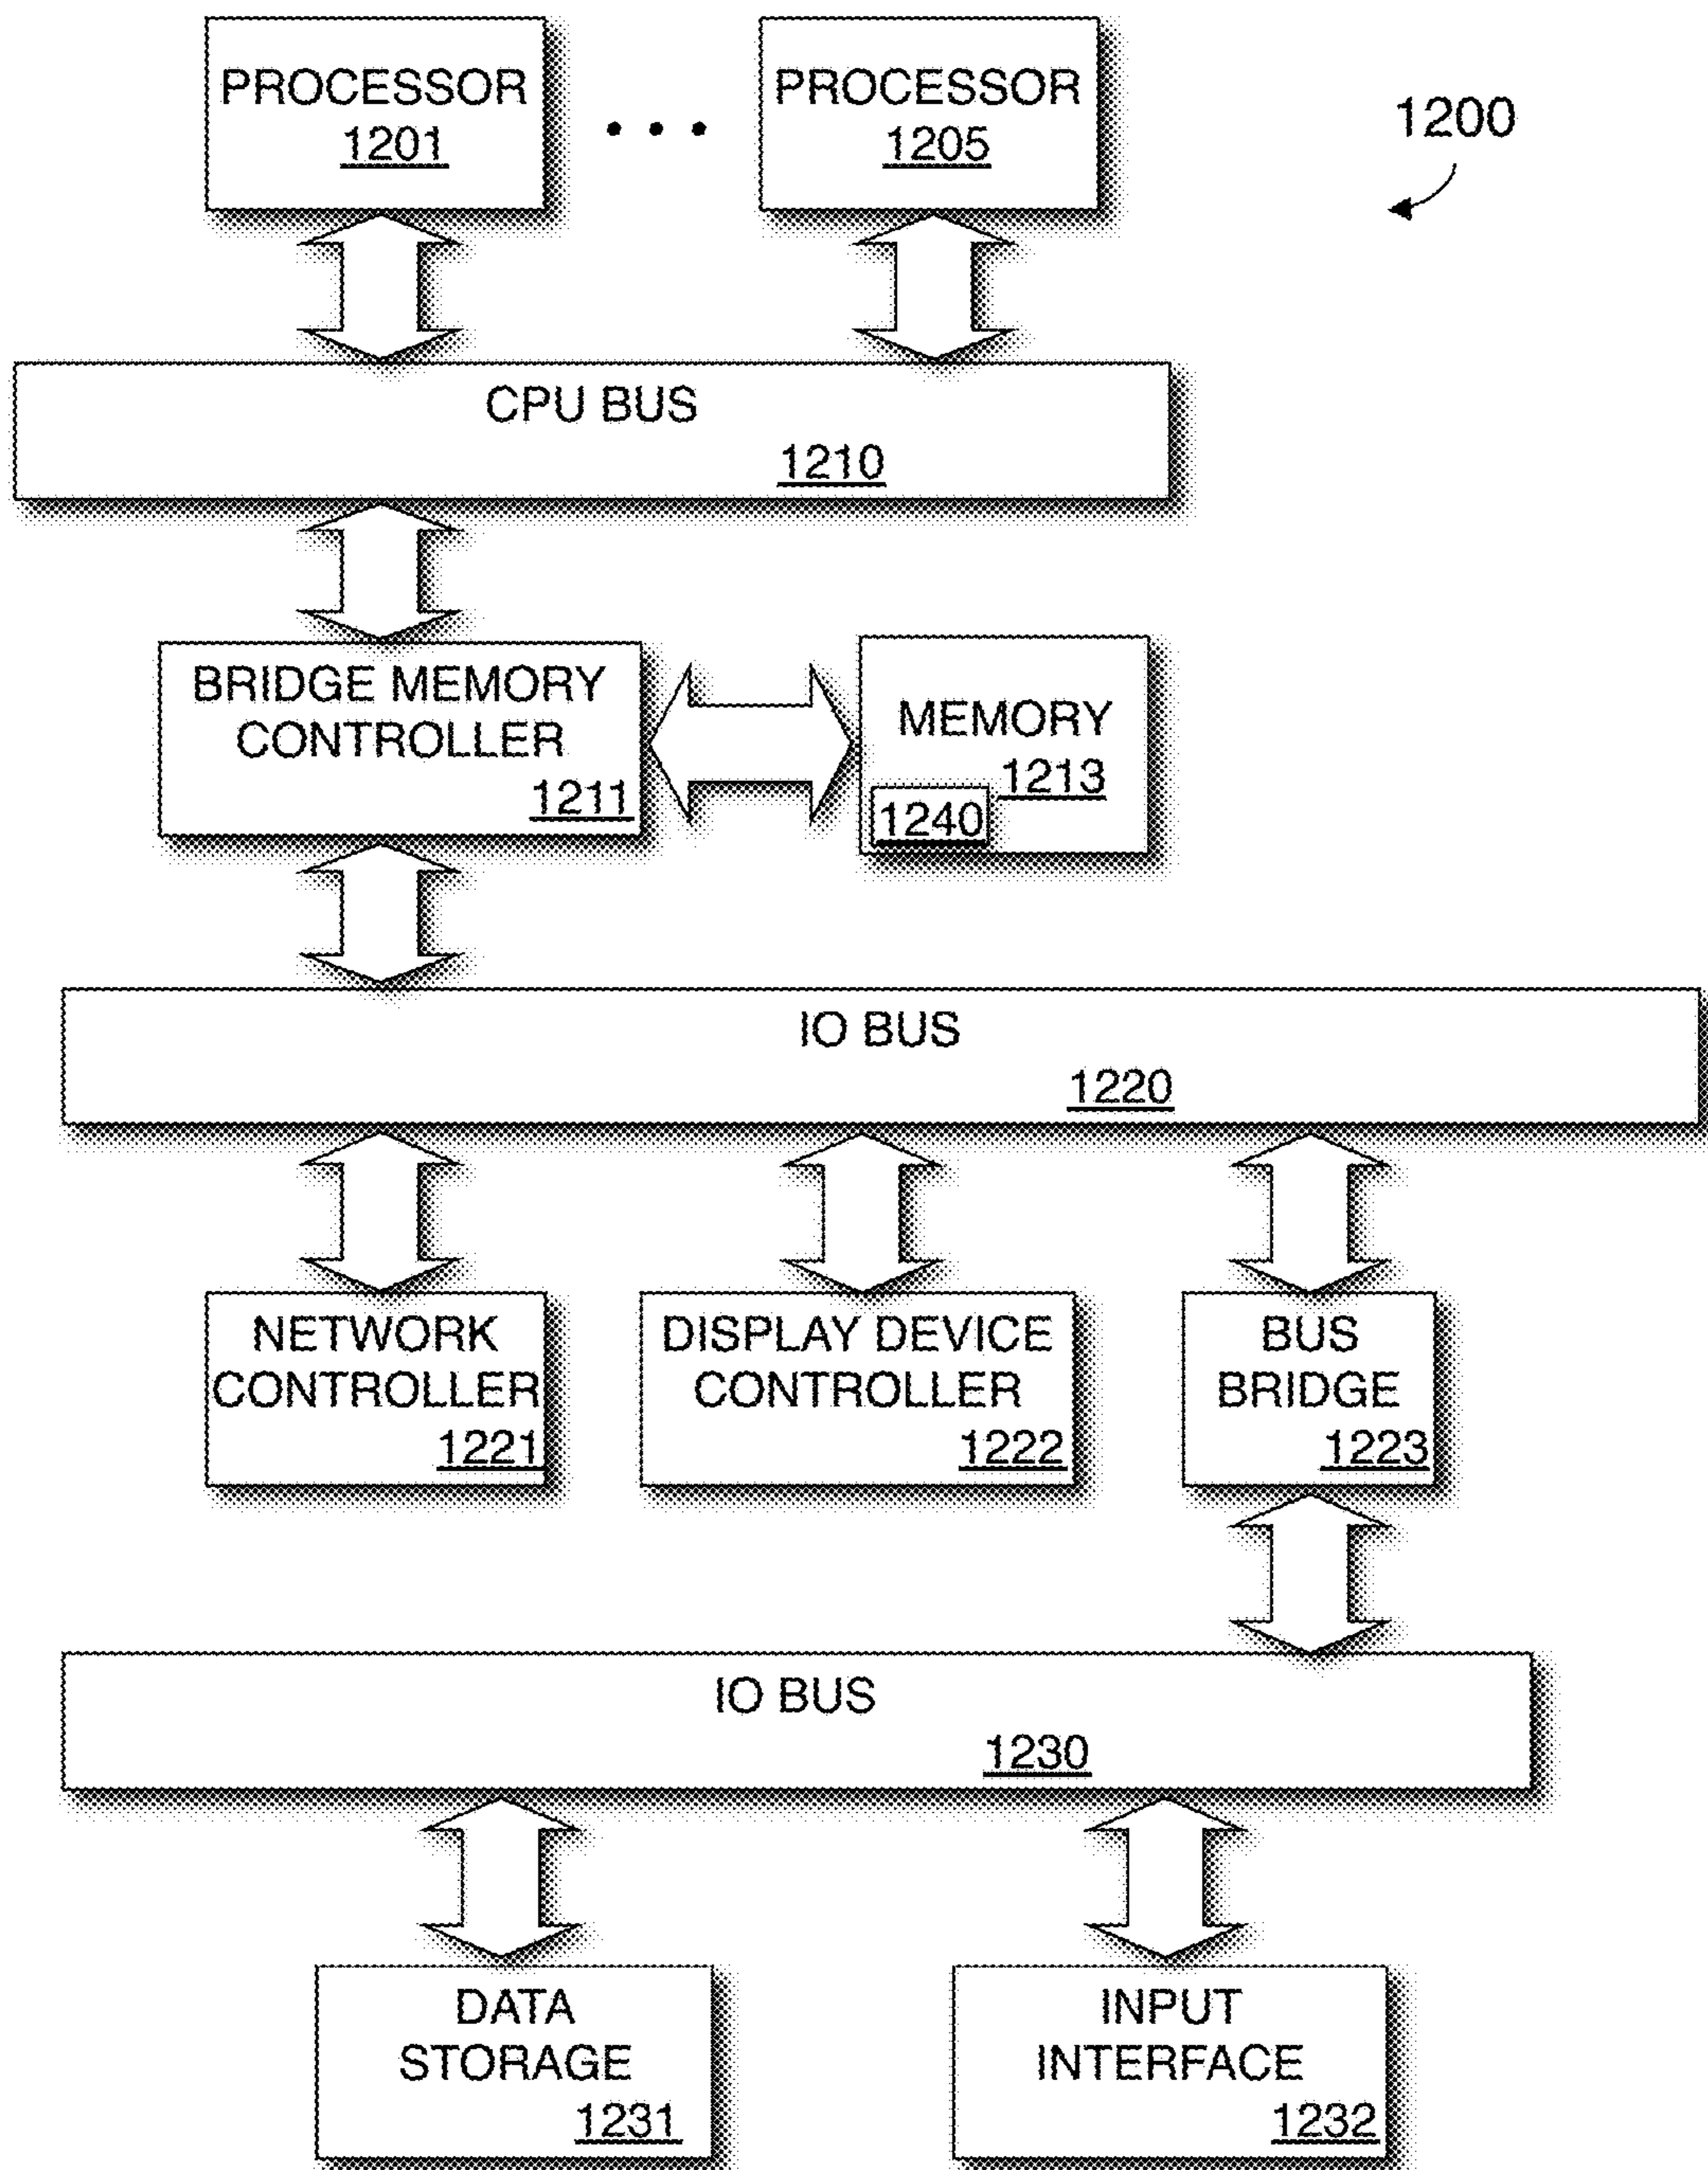 PROCESSOR
1201
PROCESSOR
1205
1200
CPU BUS
1210
BRIDGE MEMORY
CONTROLLER
1211
MEMORY
1213
1240
IO BUS
1220
NETWORK
CONTROLLER
1221
DISPLAY DEVICE
CONTROLLER
1222
BUS
BRIDGE
1223
IO BUS
1230
DATA
STORAGE
1231
INPUT
INTERFACE
1232